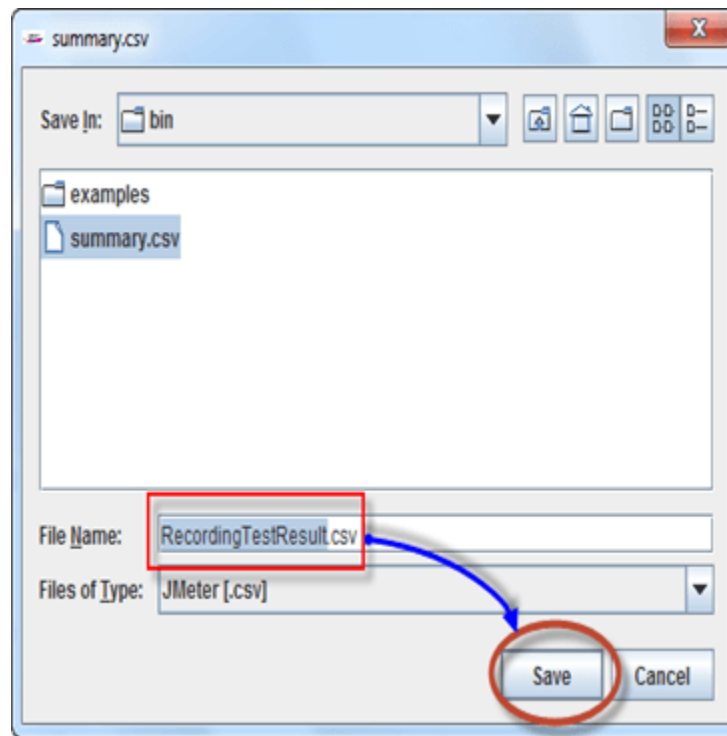 summary.csv
X
Save In: bin
examples
summary.csv
File Name: RecordingTestResult.csv
Files of Type: JMeter [.csv]
Save Cancel